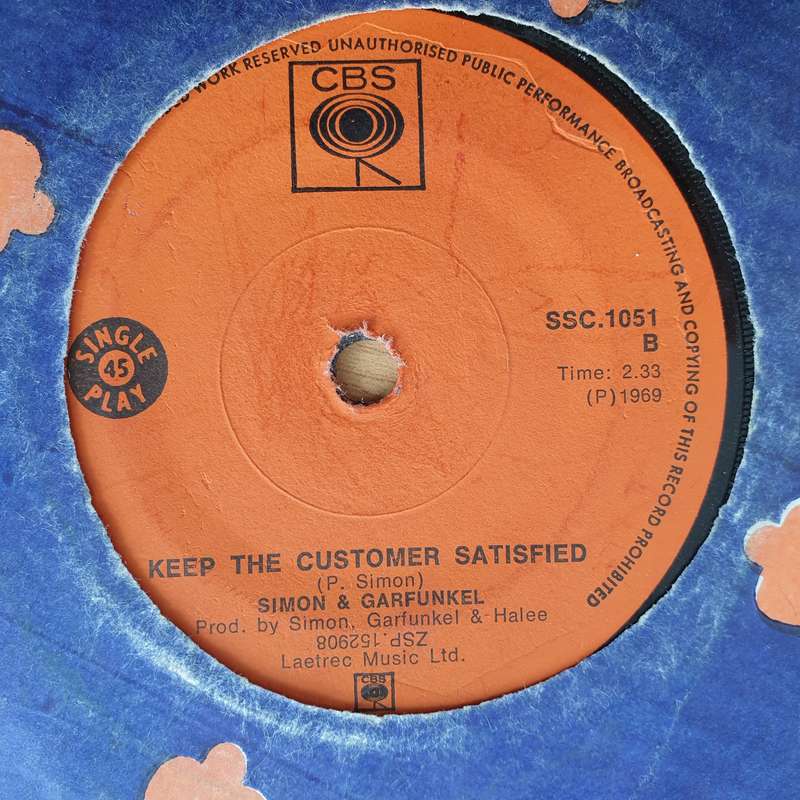 WORK RESERVED UNAUTHORISED PUBLIC PERFORMANCE BROADCASTING AND COPYING OF THIS RECORD PROHIBITED
CBS
SINGLE
45
PLAY
SSC.1051
B
Time: 2.33
(P)1969
KEEP THE CUSTOMER SATISFIED
(P. Simon)
SIMON & GARFUNKEL
Prod. by Simon, Garfunkel & Halee
ZSP.152908
Laetrec Music Ltd.
CBS